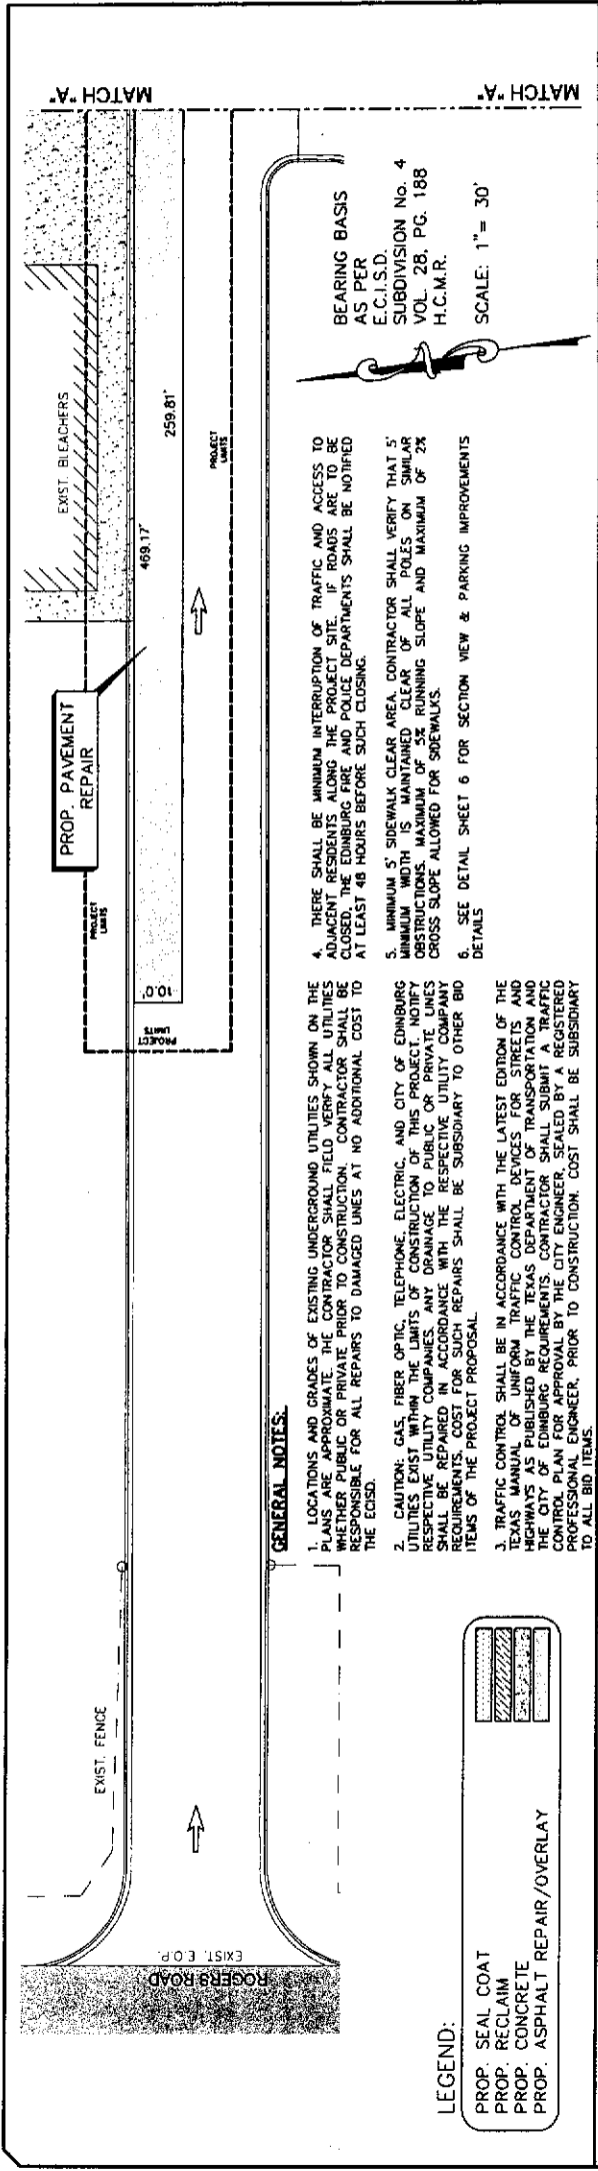 MATCH "A"
MATCH "A"
EXIST. BLEACHERS
469.17'
259.81'
PROJECT
LIMITS
PROP. PAVEMENT
REPAIR
PROJECT
LIMITS
10.0'
PROJECT
LIMITS
EXIST. FENCE
EXIST. E.O.P.
ROGERS ROAD
BEARING BASIS
AS PER
E.C.I.S.D.
SUBDIVISION No. 4
VOL. 28, PG. 188
H.C.M.R.
SCALE: 1"= 30'
GENERAL NOTES:
1. LOCATIONS AND GRADES OF EXISTING UNDERGROUND UTILITIES SHOWN ON THE
PLANS ARE APPROXIMATE. THE CONTRACTOR SHALL FIELD VERIFY ALL UTILITIES
WHETHER PUBLIC OR PRIVATE PRIOR TO CONSTRUCTION. CONTRACTOR SHALL BE
RESPONSIBLE FOR ALL REPAIRS TO DAMAGED LINES AT NO ADDITIONAL COST TO
THE ECISD.
2. CAUTION: GAS, FIBER OPTIC, TELEPHONE, ELECTRIC, AND CITY OF EDINBURG
UTILITIES EXIST WITHIN THE LIMITS OF CONSTRUCTION OF THIS PROJECT. NOTIFY
RESPECTIVE UTILITY COMPANIES. ANY DRAINAGE TO PUBLIC OR PRIVATE LINES
SHALL BE REPAIRED IN ACCORDANCE WITH THE RESPECTIVE UTILITY COMPANY
REQUIREMENTS. COST FOR SUCH REPAIRS SHALL BE SUBSIDIARY TO OTHER BID
ITEMS OF THE PROJECT PROPOSAL.
3. TRAFFIC CONTROL SHALL BE IN ACCORDANCE WITH THE LATEST EDITION OF THE
TEXAS MANUAL OF UNIFORM TRAFFIC CONTROL DEVICES FOR STREETS AND
HIGHWAYS AS PUBLISHED BY THE TEXAS DEPARTMENT OF TRANSPORTATION AND
THE CITY OF EDINBURG REQUIREMENTS. CONTRACTOR SHALL SUBMIT A TRAFFIC
CONTROL PLAN FOR APPROVAL BY THE CITY ENGINEER, SEALED BY A REGISTERED
PROFESSIONAL ENGINEER, PRIOR TO CONSTRUCTION. COST SHALL BE SUBSIDIARY
TO ALL BID ITEMS.
4. THERE SHALL BE MINIMUM INTERRUPTION OF TRAFFIC AND ACCESS TO
ADJACENT RESIDENTS ALONG THE PROJECT SITE. IF ROADS ARE TO BE
CLOSED, THE EDINBURG FIRE AND POLICE DEPARTMENTS SHALL BE NOTIFIED
AT LEAST 48 HOURS BEFORE SUCH CLOSING.
5. MINIMUM 5' SIDEWALK CLEAR AREA. CONTRACTOR SHALL VERIFY THAT 5'
MINIMUM WIDTH IS MAINTAINED CLEAR OF ALL POLES ON SIMILAR
OBSTRUCTIONS. MAXIMUM OF 5% RUNNING SLOPE AND MAXIMUM OF 2%
CROSS SLOPE ALLOWED FOR SIDEWALKS.
6. SEE DETAIL SHEET 6 FOR SECTION VIEW & PARKING IMPROVEMENTS
DETAILS
LEGEND:
PROP. SEAL COAT
PROP. RECLAIM
PROP. CONCRETE
PROP. ASPHALT REPAIR/OVERLAY